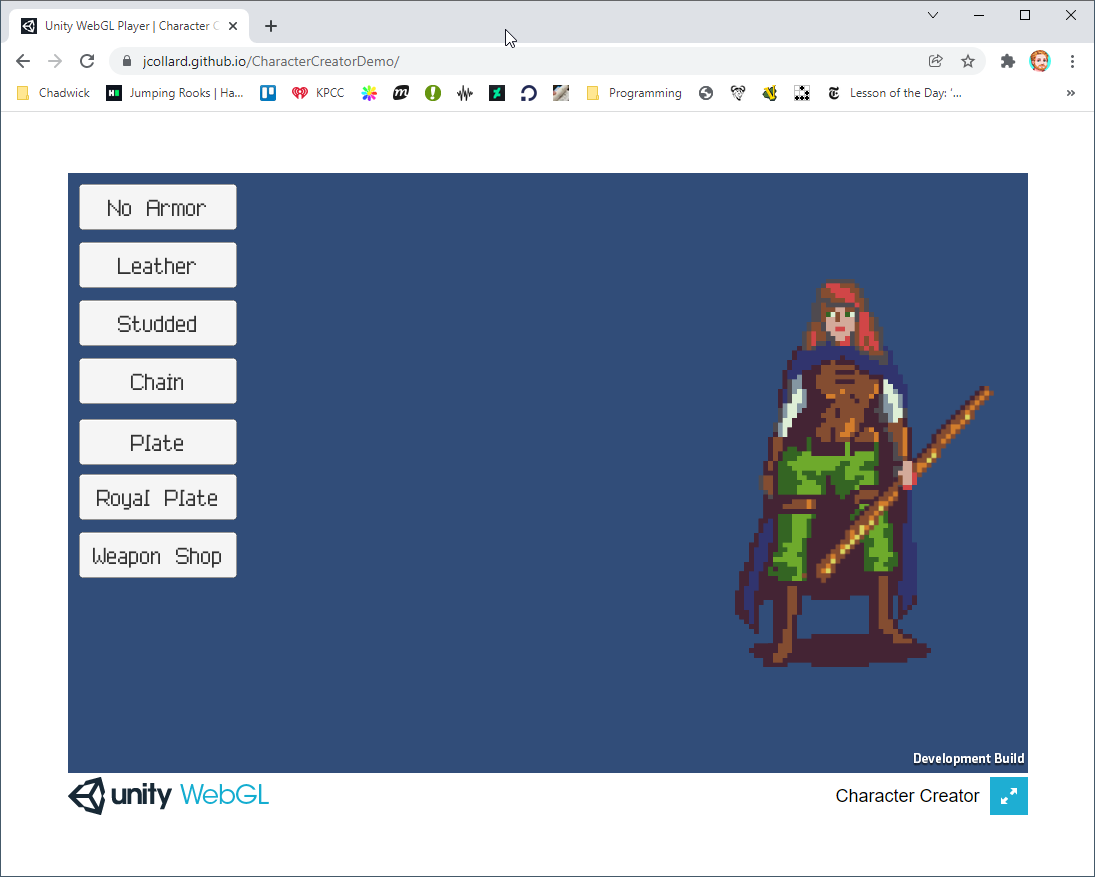 Unity WebGL Player | Character C
jcollard.github.io/CharacterCreatorDemo/
Chadwick
Jumping Rooks | Ha...
KPCC
Programming
Lesson of the Day: ‘...
No Armor
Leather
Studded
Chain
Plate
Royal Plate
Weapon Shop
Development Build
unity WebGL
Character Creator